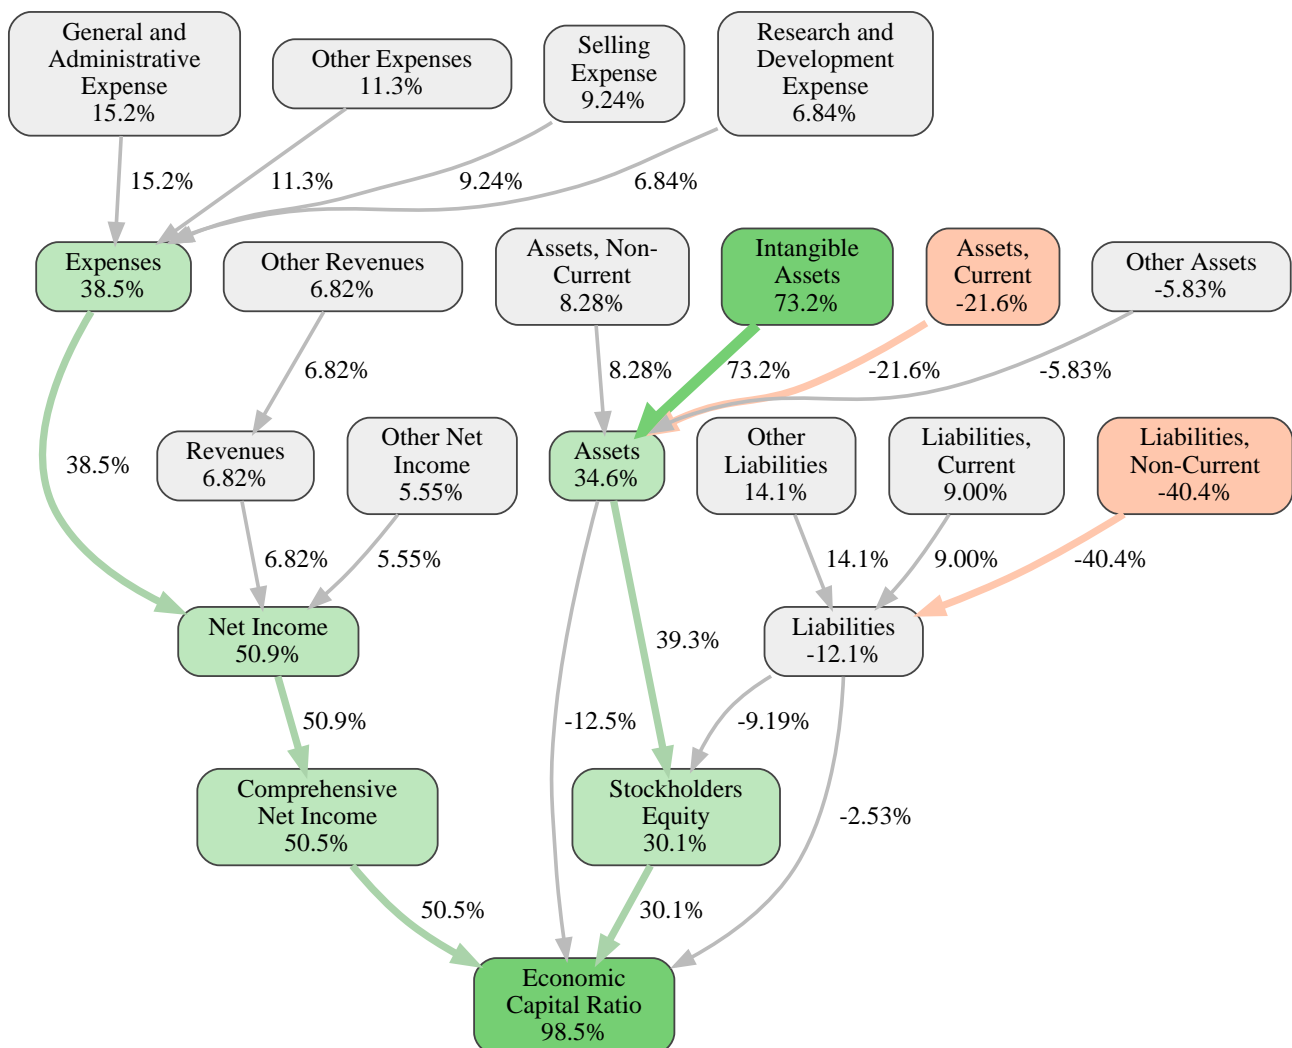 General and
Administrative
Expense
15.2%
Other Expenses
11.3%
Selling
Expense
9.24%
Research and
Development
Expense
6.84%
15.2%
11.3%
9.24%
6.84%
Expenses
38.5%
Other Revenues
6.82%
Assets, Non-
Current
8.28%
Intangible
Assets
73.2%
Assets,
Current
-21.6%
Other Assets
-5.83%
6.82%
8.28%
73.2%
-21.6%
-5.83%
38.5%
Revenues
6.82%
Other Net
Income
5.55%
Assets
34.6%
Other
Liabilities
14.1%
Liabilities,
Current
9.00%
Liabilities,
Non-Current
-40.4%
6.82%
5.55%
14.1%
9.00%
-40.4%
Net Income
50.9%
39.3%
Liabilities
-12.1%
50.9%
-12.5%
-9.19%
Comprehensive
Net Income
50.5%
Stockholders
Equity
30.1%
-2.53%
50.5%
30.1%
Economic
Capital Ratio
98.5%